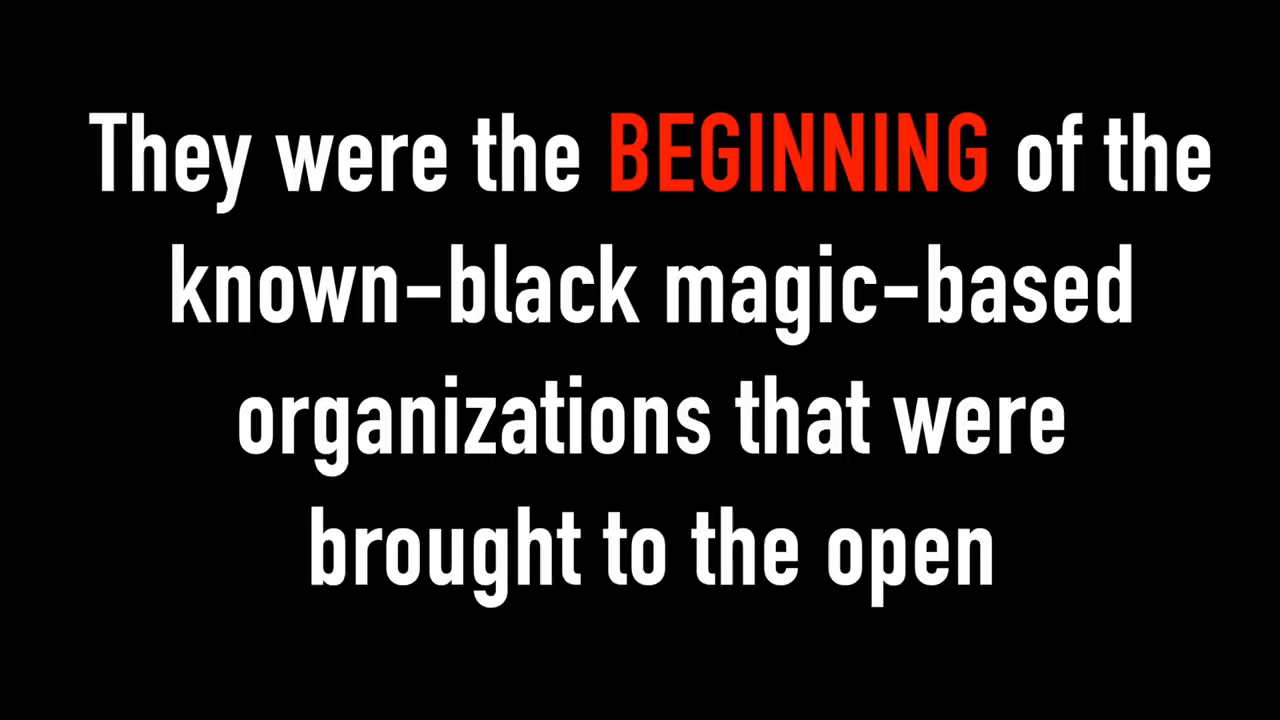 They were the BEGINNING of the
known-black magic-based
organizations that were
brought to the open